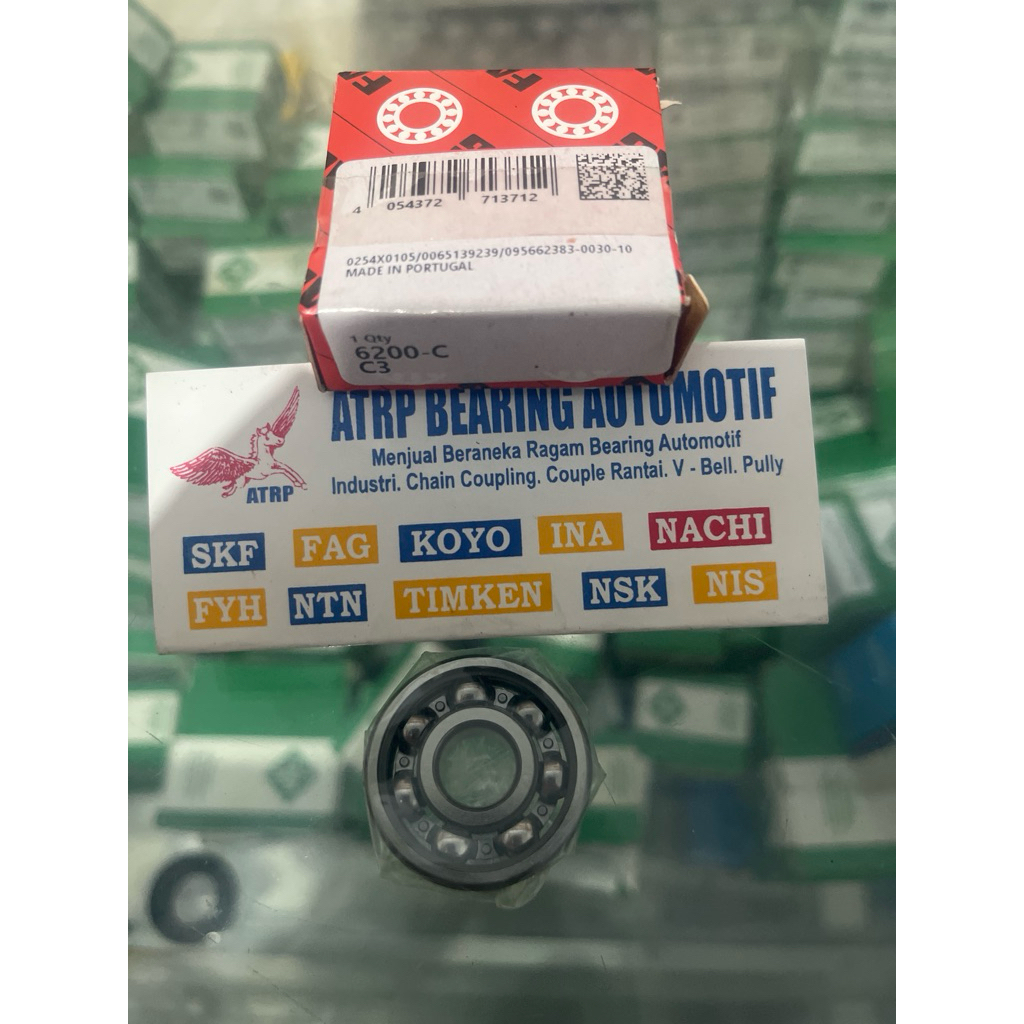 FA
FA
4 054372 713712
0254X0105/0065139239/095662383-0030-10
MADE IN PORTUGAL
1 Qty
6200-C
C3
ATRP BEARING AUTOMOTIF
Menjual Beraneka Ragam Bearing Automotif
Industri. Chain Coupling. Couple Rantai. V - Bell. Pully
ATRP
SKF FAG KOYO INA NACHI
FYH NTN TIMKEN NSK NIS